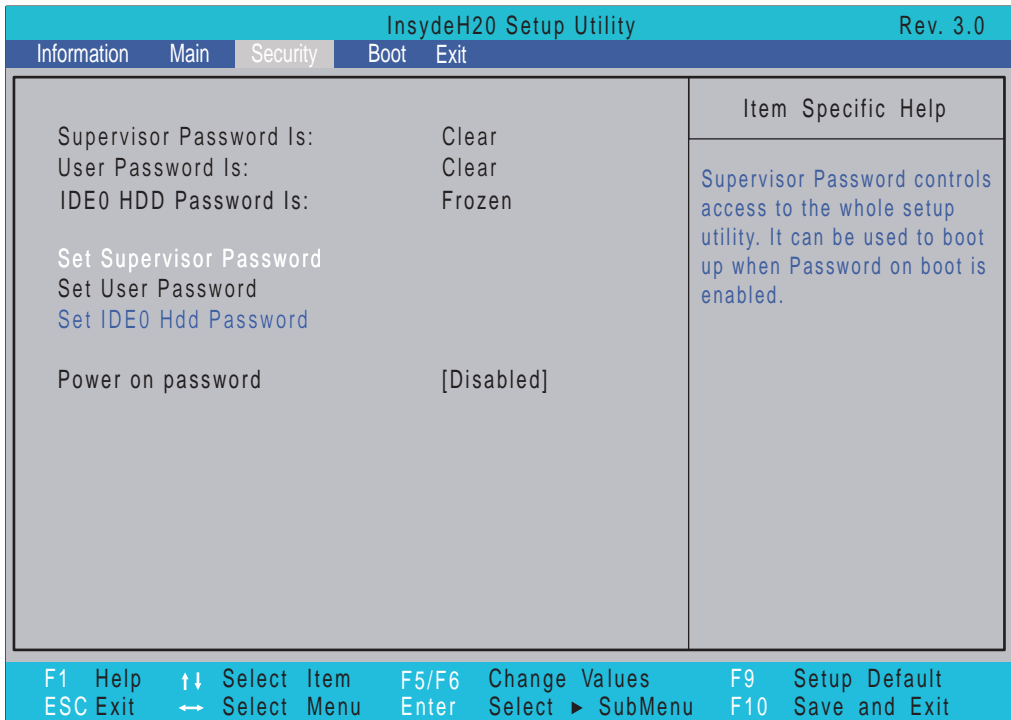 InsydeH20 Setup Utility Rev. 3.0
Information Main Security Boot Exit
Supervisor Password Is: Clear
User Password Is: Clear
IDE0 HDD Password Is: Frozen
Set Supervisor Password
Set User Password
Set IDE0 Hdd Password
Power on password [Disabled]
Item Specific Help
Supervisor Password controls
access to the whole setup
utility. It can be used to boot
up when Password on boot is
enabled.
F1 Help ↑↓ Select Item F5/F6 Change Values F9 Setup Default
ESC Exit ↔ Select Menu Enter Select ► SubMenu F10 Save and Exit